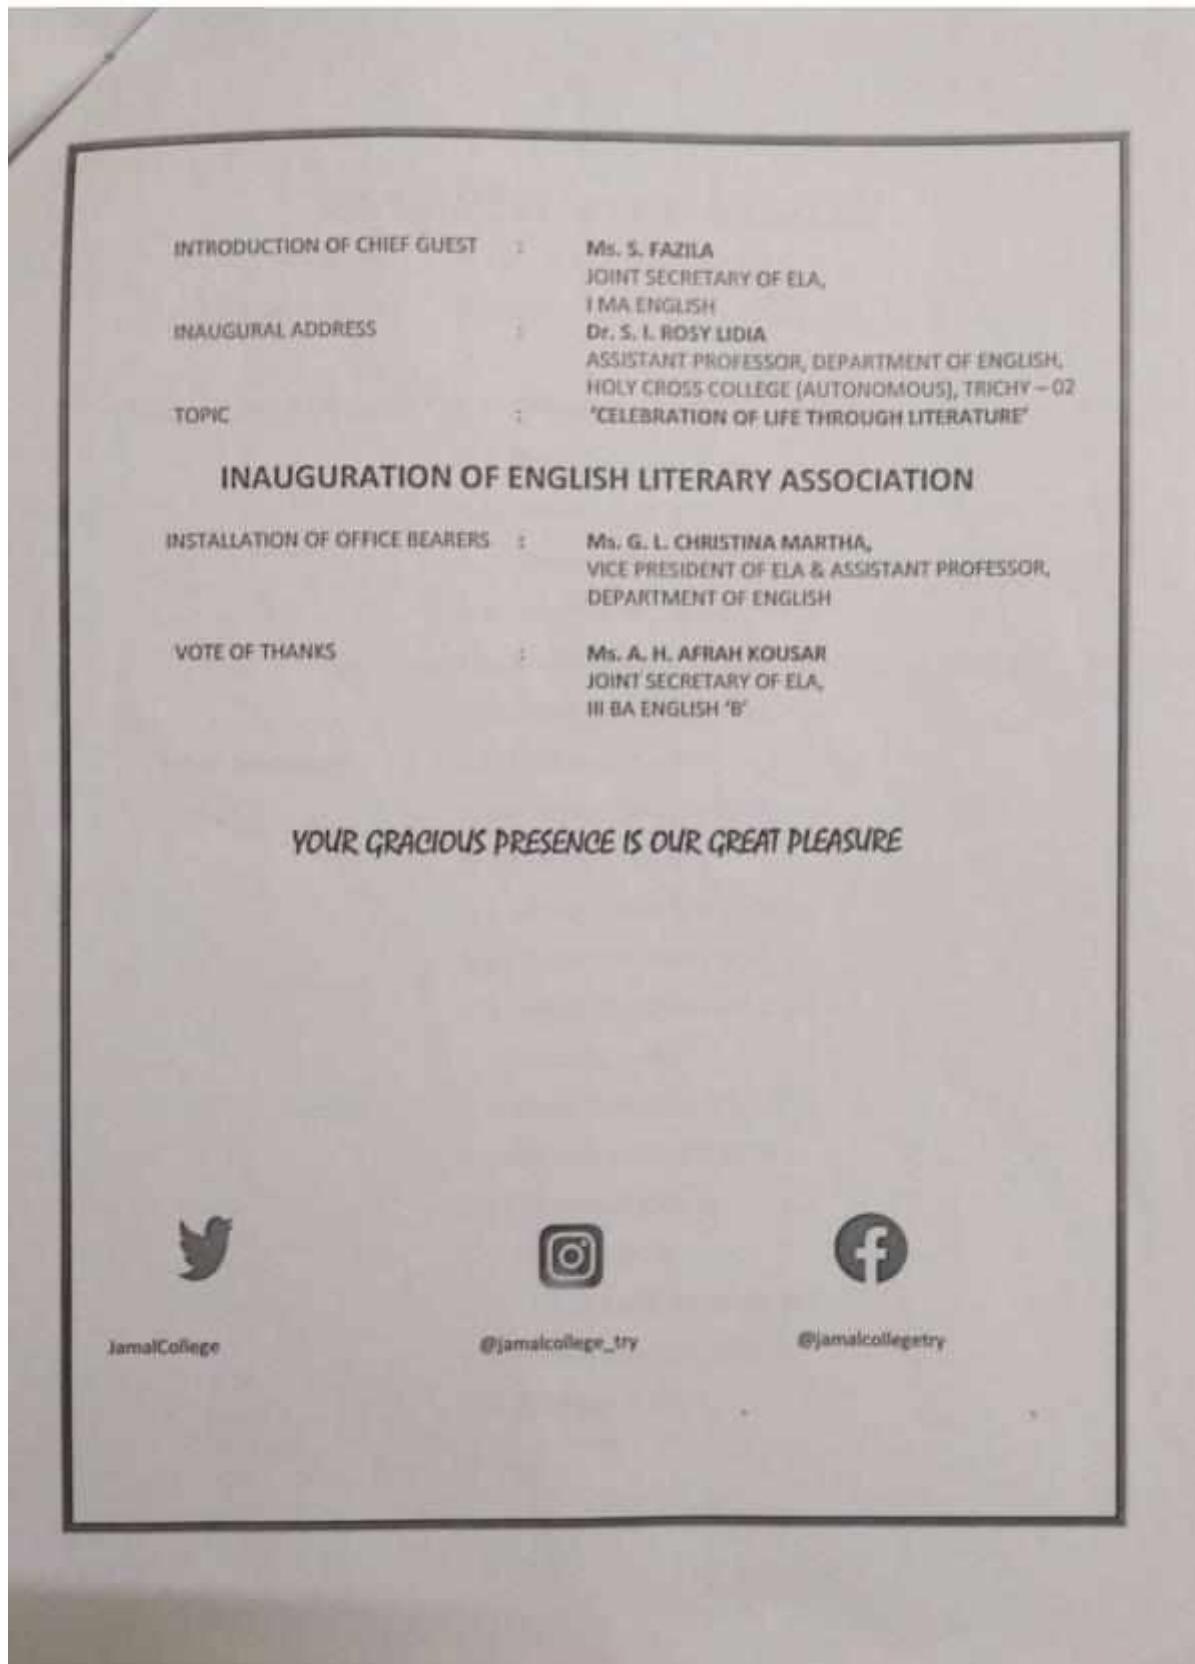 INTRODUCTION OF CHIEF GUEST : Ms. S. FAZILA
JOINT SECRETARY OF ELA,
I MA ENGLISH
INAUGURAL ADDRESS : Dr. S. I. ROSY LIDIA
ASSISTANT PROFESSOR, DEPARTMENT OF ENGLISH,
HOLY CROSS COLLEGE (AUTONOMOUS), TRICHY – 02
TOPIC : 'CELEBRATION OF LIFE THROUGH LITERATURE'
INAUGURATION OF ENGLISH LITERARY ASSOCIATION
INSTALLATION OF OFFICE BEARERS : Ms. G. L. CHRISTINA MARTHA,
VICE PRESIDENT OF ELA & ASSISTANT PROFESSOR,
DEPARTMENT OF ENGLISH
VOTE OF THANKS : Ms. A. H. AFRAH KOUSAR
JOINT SECRETARY OF ELA,
III BA ENGLISH 'B'
YOUR GRACIOUS PRESENCE IS OUR GREAT PLEASURE
JamalCollege @jamalcollege_try @jamalcollegetry